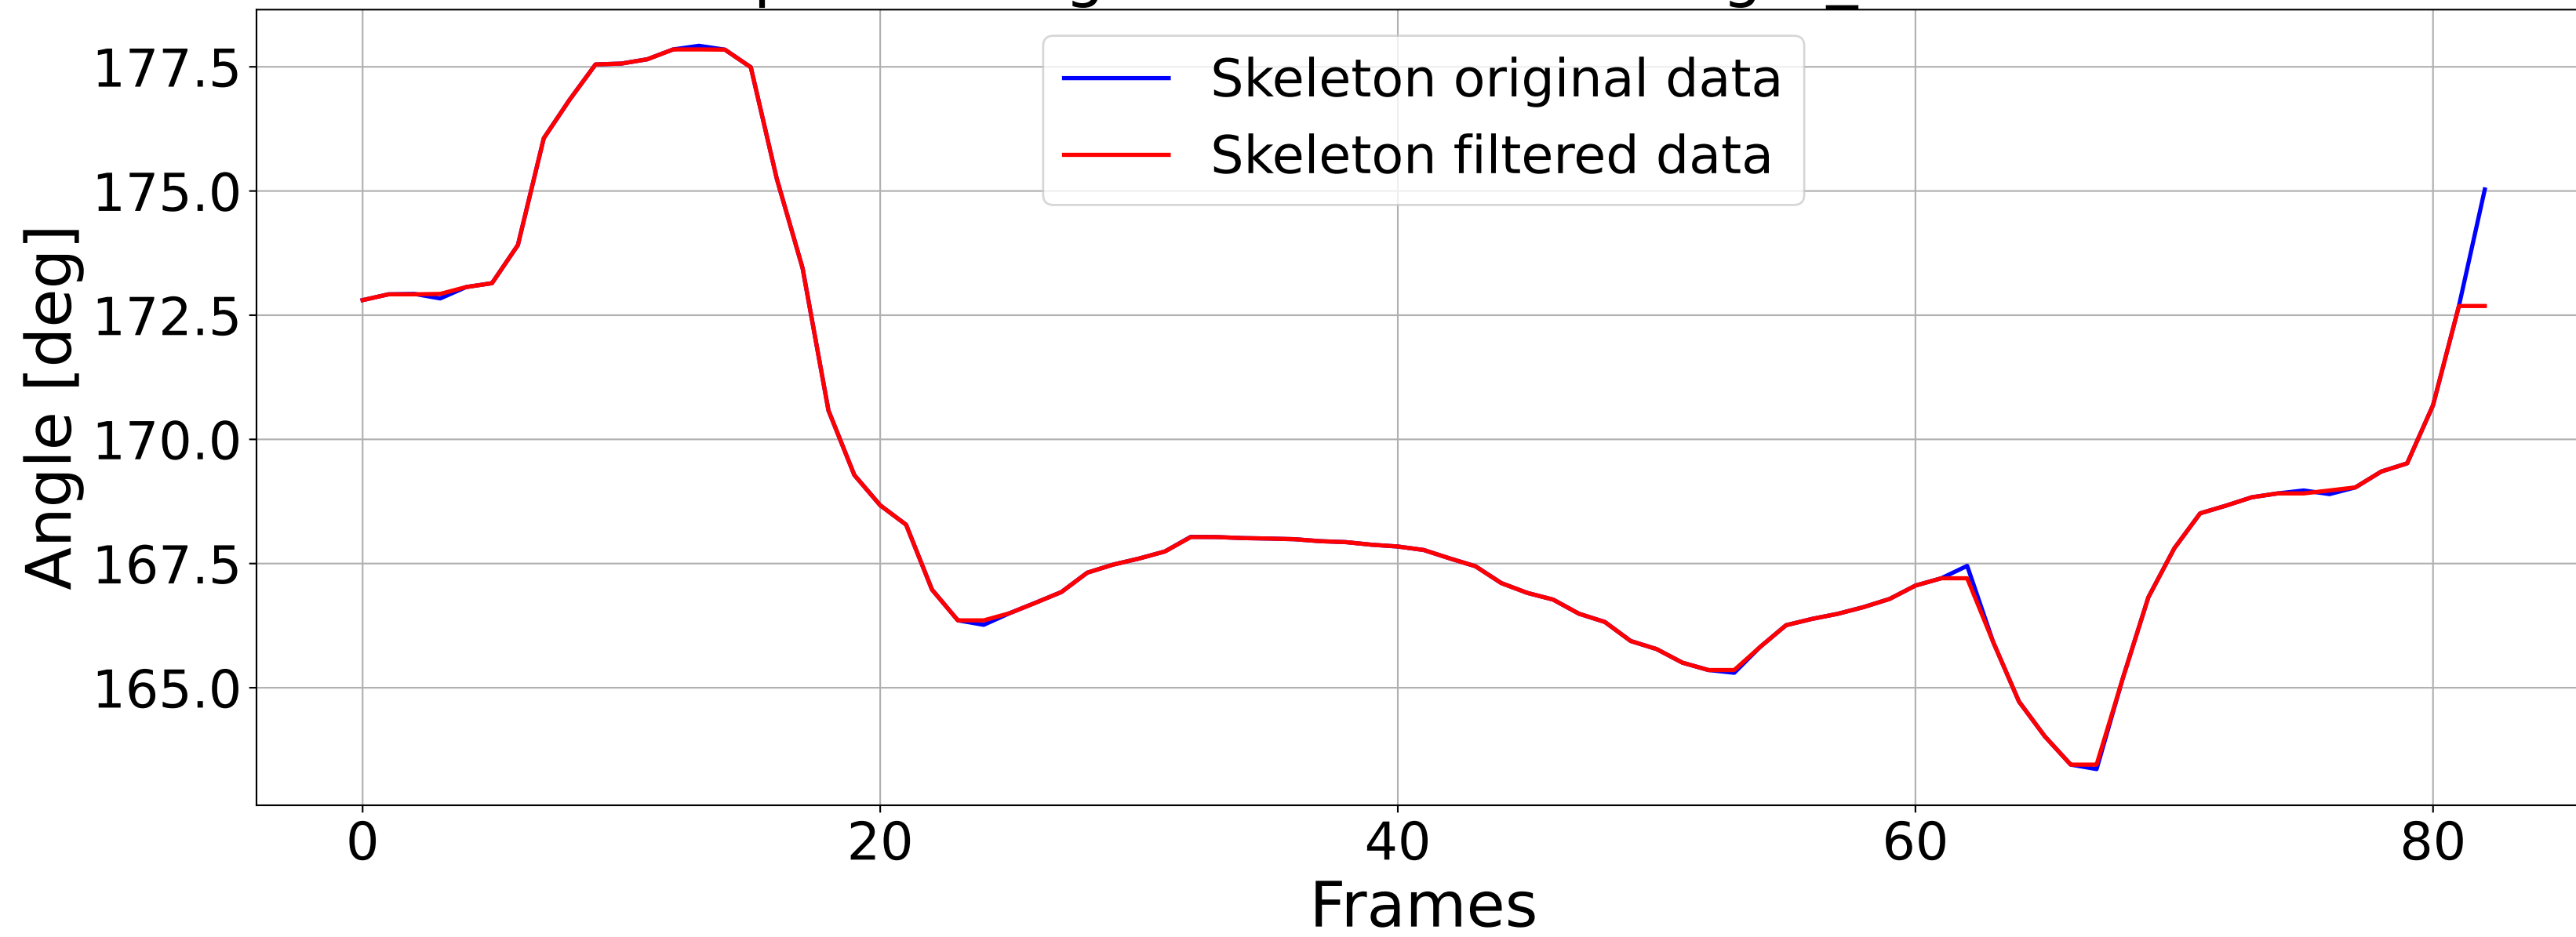 177.5
175.0
172.5
170.0
167.5
165.0
Angle [deg]
Skeleton original data
Skeleton filtered data
0 20 40 60 80
Frames